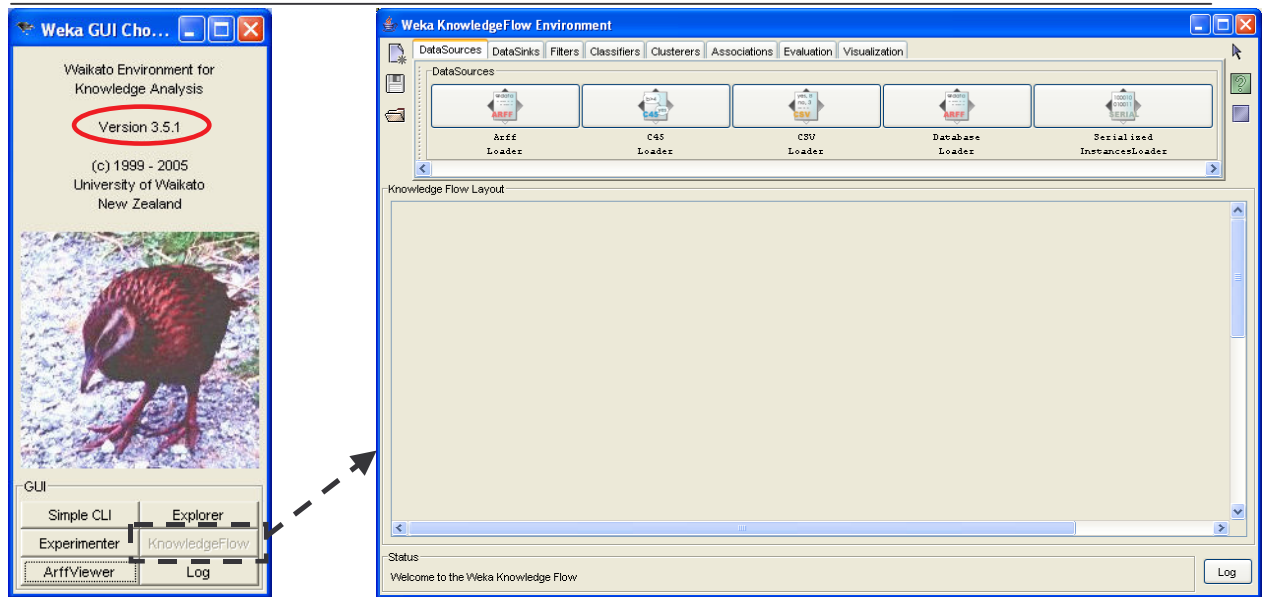 Weka GUI Cho...
Waikato Environment for
Knowledge Analysis
Version 3.5.1
(c) 1999 - 2005
University of Waikato
New Zealand
GUI
Simple CLI
Explorer
Experimenter
KnowledgeFlow
ArffViewer
Log
Weka KnowledgeFlow Environment
DataSources
DataSinks
Filters
Classifiers
Clusterers
Associations
Evaluation
Visualization
DataSources
ARFF
C45
CSV
ARFF
SERIAL
Arff
Loader
C45
Loader
CSV
Loader
Database
Loader
Serialized
InstancesLoader
Knowledge Flow Layout
Status
Welcome to the Weka Knowledge Flow
Log